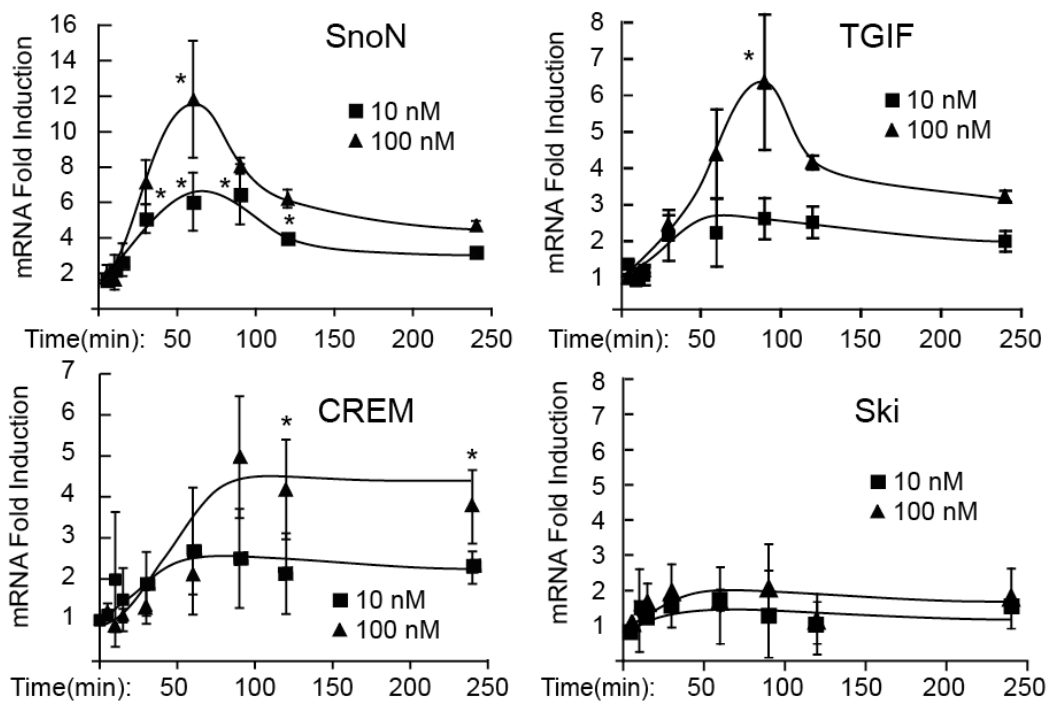 SnoN
mRNA Fold Induction
16
14
12
10
8
6
4
2
*
* * *
*
■ 10 nM
▲ 100 nM
Time(min): 50 100 150 200 250
TGIF
mRNA Fold Induction
8
7
6
5
4
3
2
1
*
■ 10 nM
▲ 100 nM
Time(min): 50 100 150 200 250
CREM
mRNA Fold Induction
7
6
5
4
3
2
1
*
*
■ 10 nM
▲ 100 nM
Time(min): 50 100 150 200 250
Ski
mRNA Fold Induction
8
7
6
5
4
3
2
1
■ 10 nM
▲ 100 nM
Time(min): 50 100 150 200 250